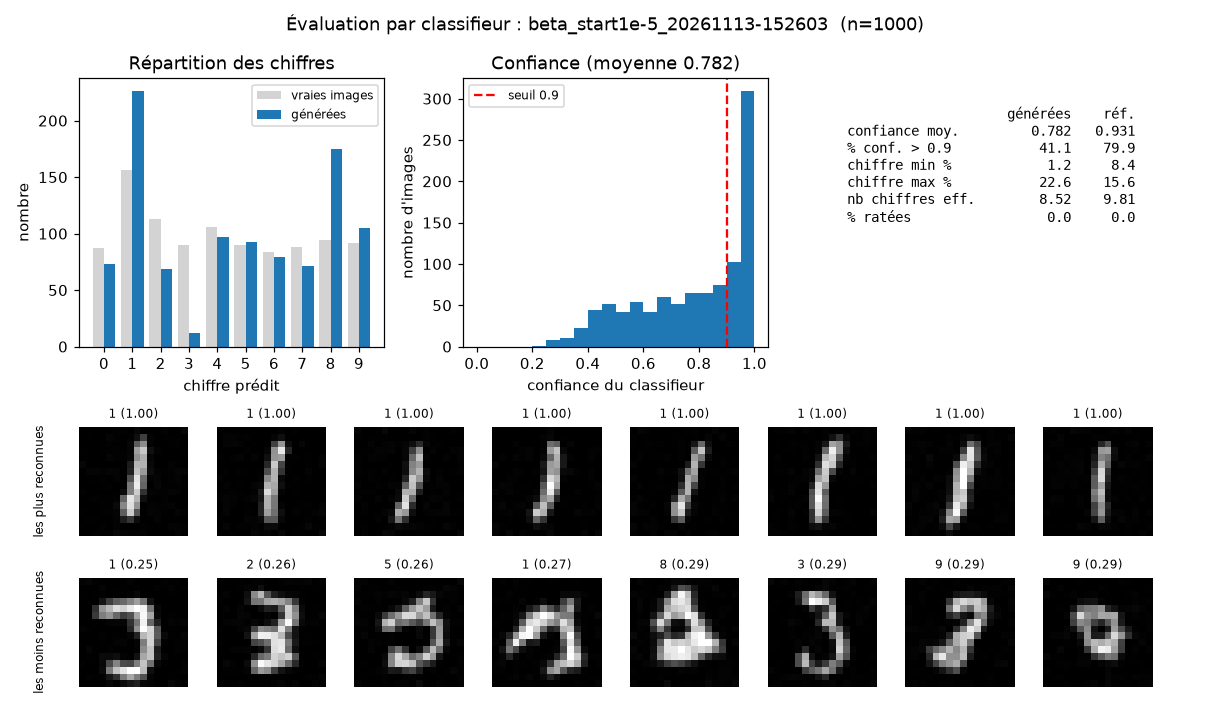 Évaluation par classifieur : beta_start1e-5_20261113-152603 (n=1000)
Répartition des chiffres
nombre
200
150
100
50
0
vraies images
générées
0 1 2 3 4 5 6 7 8 9
chiffre prédit
Confiance (moyenne 0.782)
nombre d'images
300
250
200
150
100
50
0
seuil 0.9
0.0 0.2 0.4 0.6 0.8 1.0
confiance du classifieur
générées réf.
confiance moy. 0.782 0.931
% conf. > 0.9 41.1 79.9
chiffre min % 1.2 8.4
chiffre max % 22.6 15.6
nb chiffres eff. 8.52 9.81
% ratées 0.0 0.0
les plus reconnues
1 (1.00) 1 (1.00) 1 (1.00) 1 (1.00) 1 (1.00) 1 (1.00) 1 (1.00) 1 (1.00)
les moins reconnues
1 (0.25) 2 (0.26) 5 (0.26) 1 (0.27) 8 (0.29) 3 (0.29) 9 (0.29) 9 (0.29)